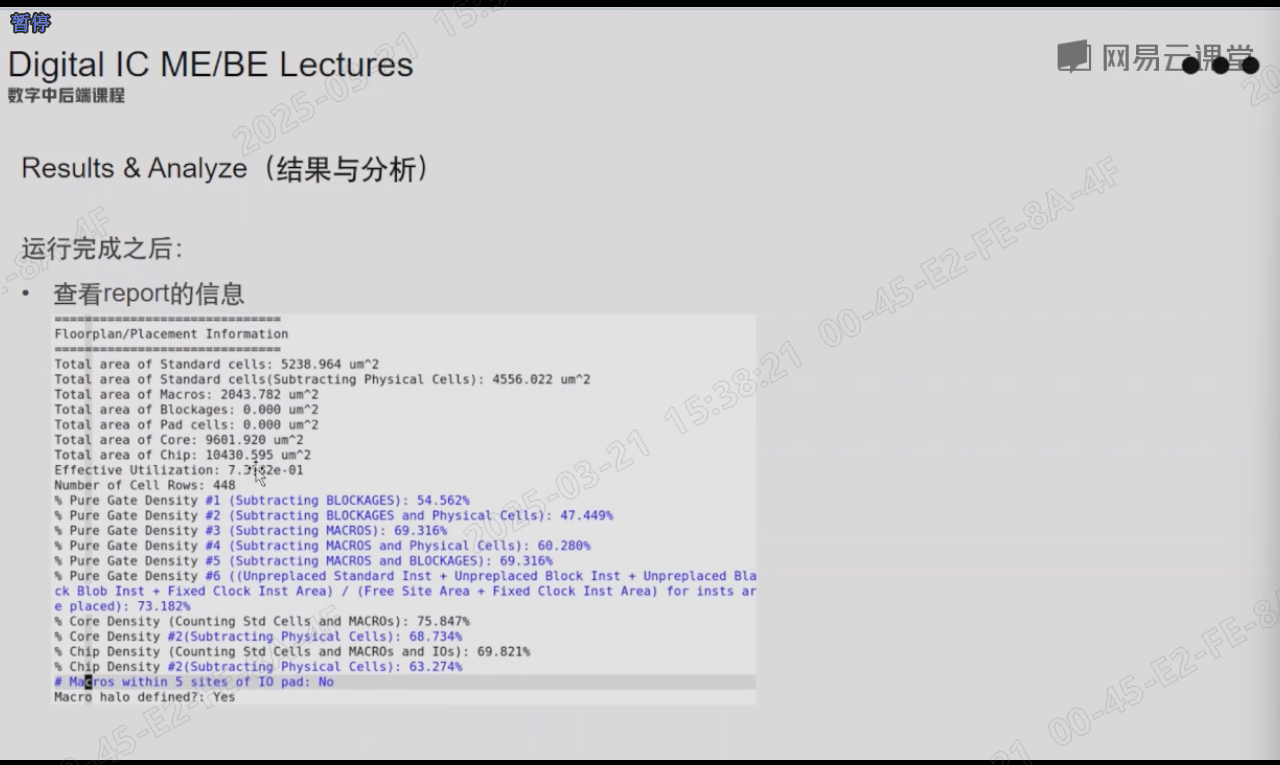 暂停
Digital IC ME/BE Lectures
数字中后端课程
网易云课堂
Results & Analyze（结果与分析）
运行完成之后：
• 查看report的信息
==============================
Floorplan/Placement Information
==============================
Total area of Standard cells: 5238.964 um^2
Total area of Standard cells(Subtracting Physical Cells): 4556.022 um^2
Total area of Macros: 2043.782 um^2
Total area of Blockages: 0.000 um^2
Total area of Pad cells: 0.000 um^2
Total area of Core: 9601.920 um^2
Total area of Chip: 10430.595 um^2
Effective Utilization:
Number of Cell Rows: 448
% Pure Gate Density #1 (Subtracting BLOCKAGES): 54.562%
% Pure Gate Density #2 (Subtracting BLOCKAGES and Physical Cells): 47.449%
% Pure Gate Density #3 (Subtracting MACROS): 69.316%
% Pure Gate Density #4 (Subtracting MACROS and Physical Cells): 60.280%
% Pure Gate Density #5 (Subtracting MACROS and BLOCKAGES): 69.316%
% Pure Gate Density #6 ((Unpreplaced Standard Inst + Unpreplaced Block Inst + Unpreplaced Bla
ck Blob Inst + Fixed Clock Inst Area) / (Free Site Area + Fixed Clock Inst Area) for insts ar
e placed): 73.182%
% Core Density (Counting Std Cells and MACROs): 75.847%
% Core Density #2(Subtracting Physical Cells): 68.734%
% Chip Density (Counting Std Cells and MACROs and IOs): 69.821%
% Chip Density #2(Subtracting Physical Cells): 63.274%
# Macros within 5 sites of IO pad: No
Macro halo defined?: Yes
2025-03-21 15:38:21 00-45-E2-FE-8A-4F